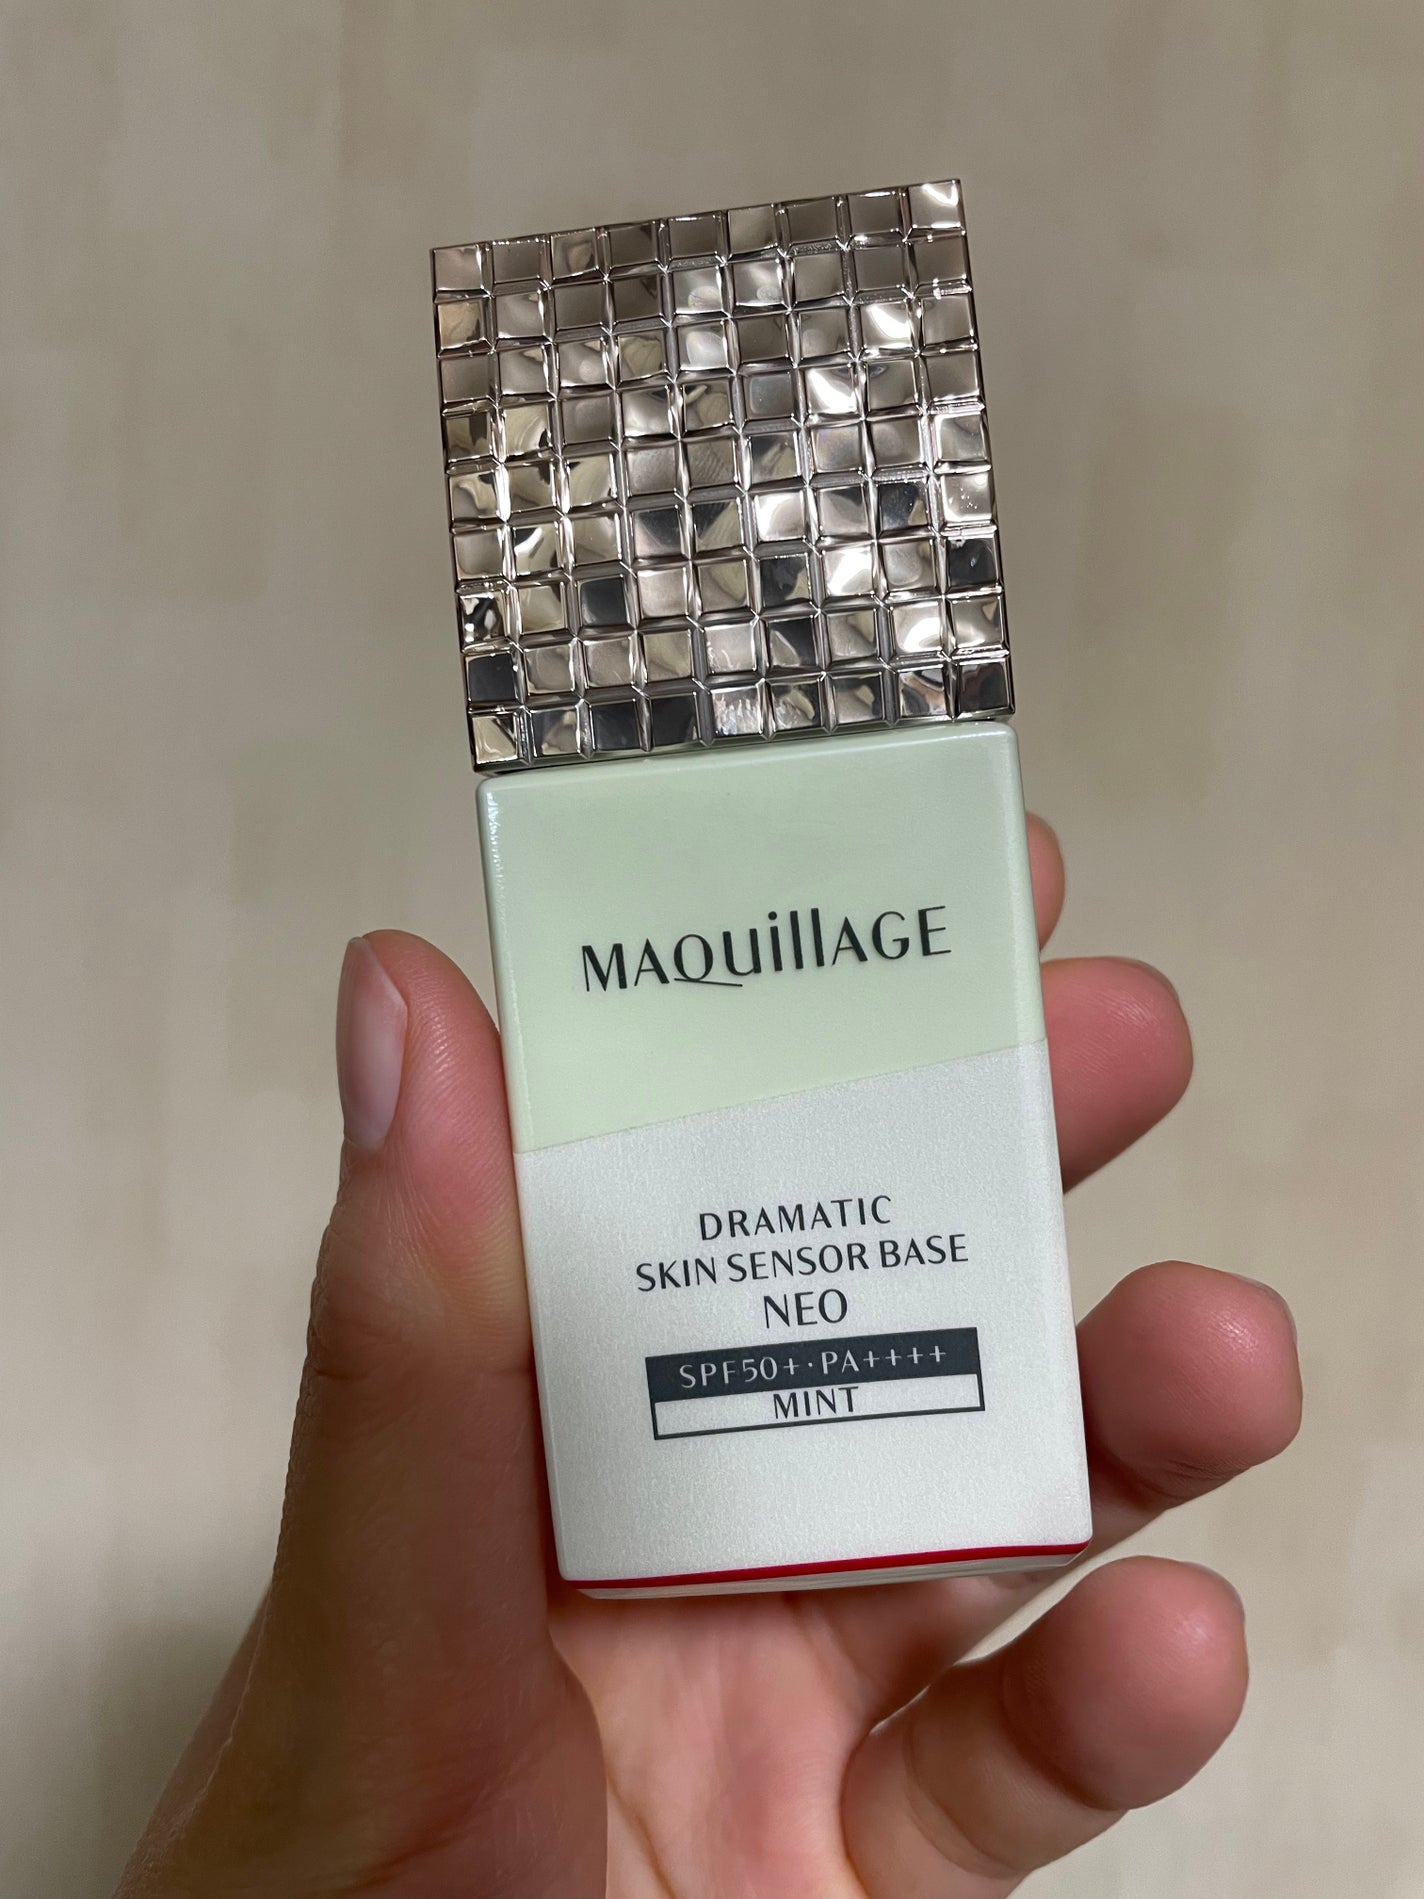 MAQuillAGE
DRAMATIC
SKIN SENSOR BASE
NEO
SPF50+･PA++++
MINT